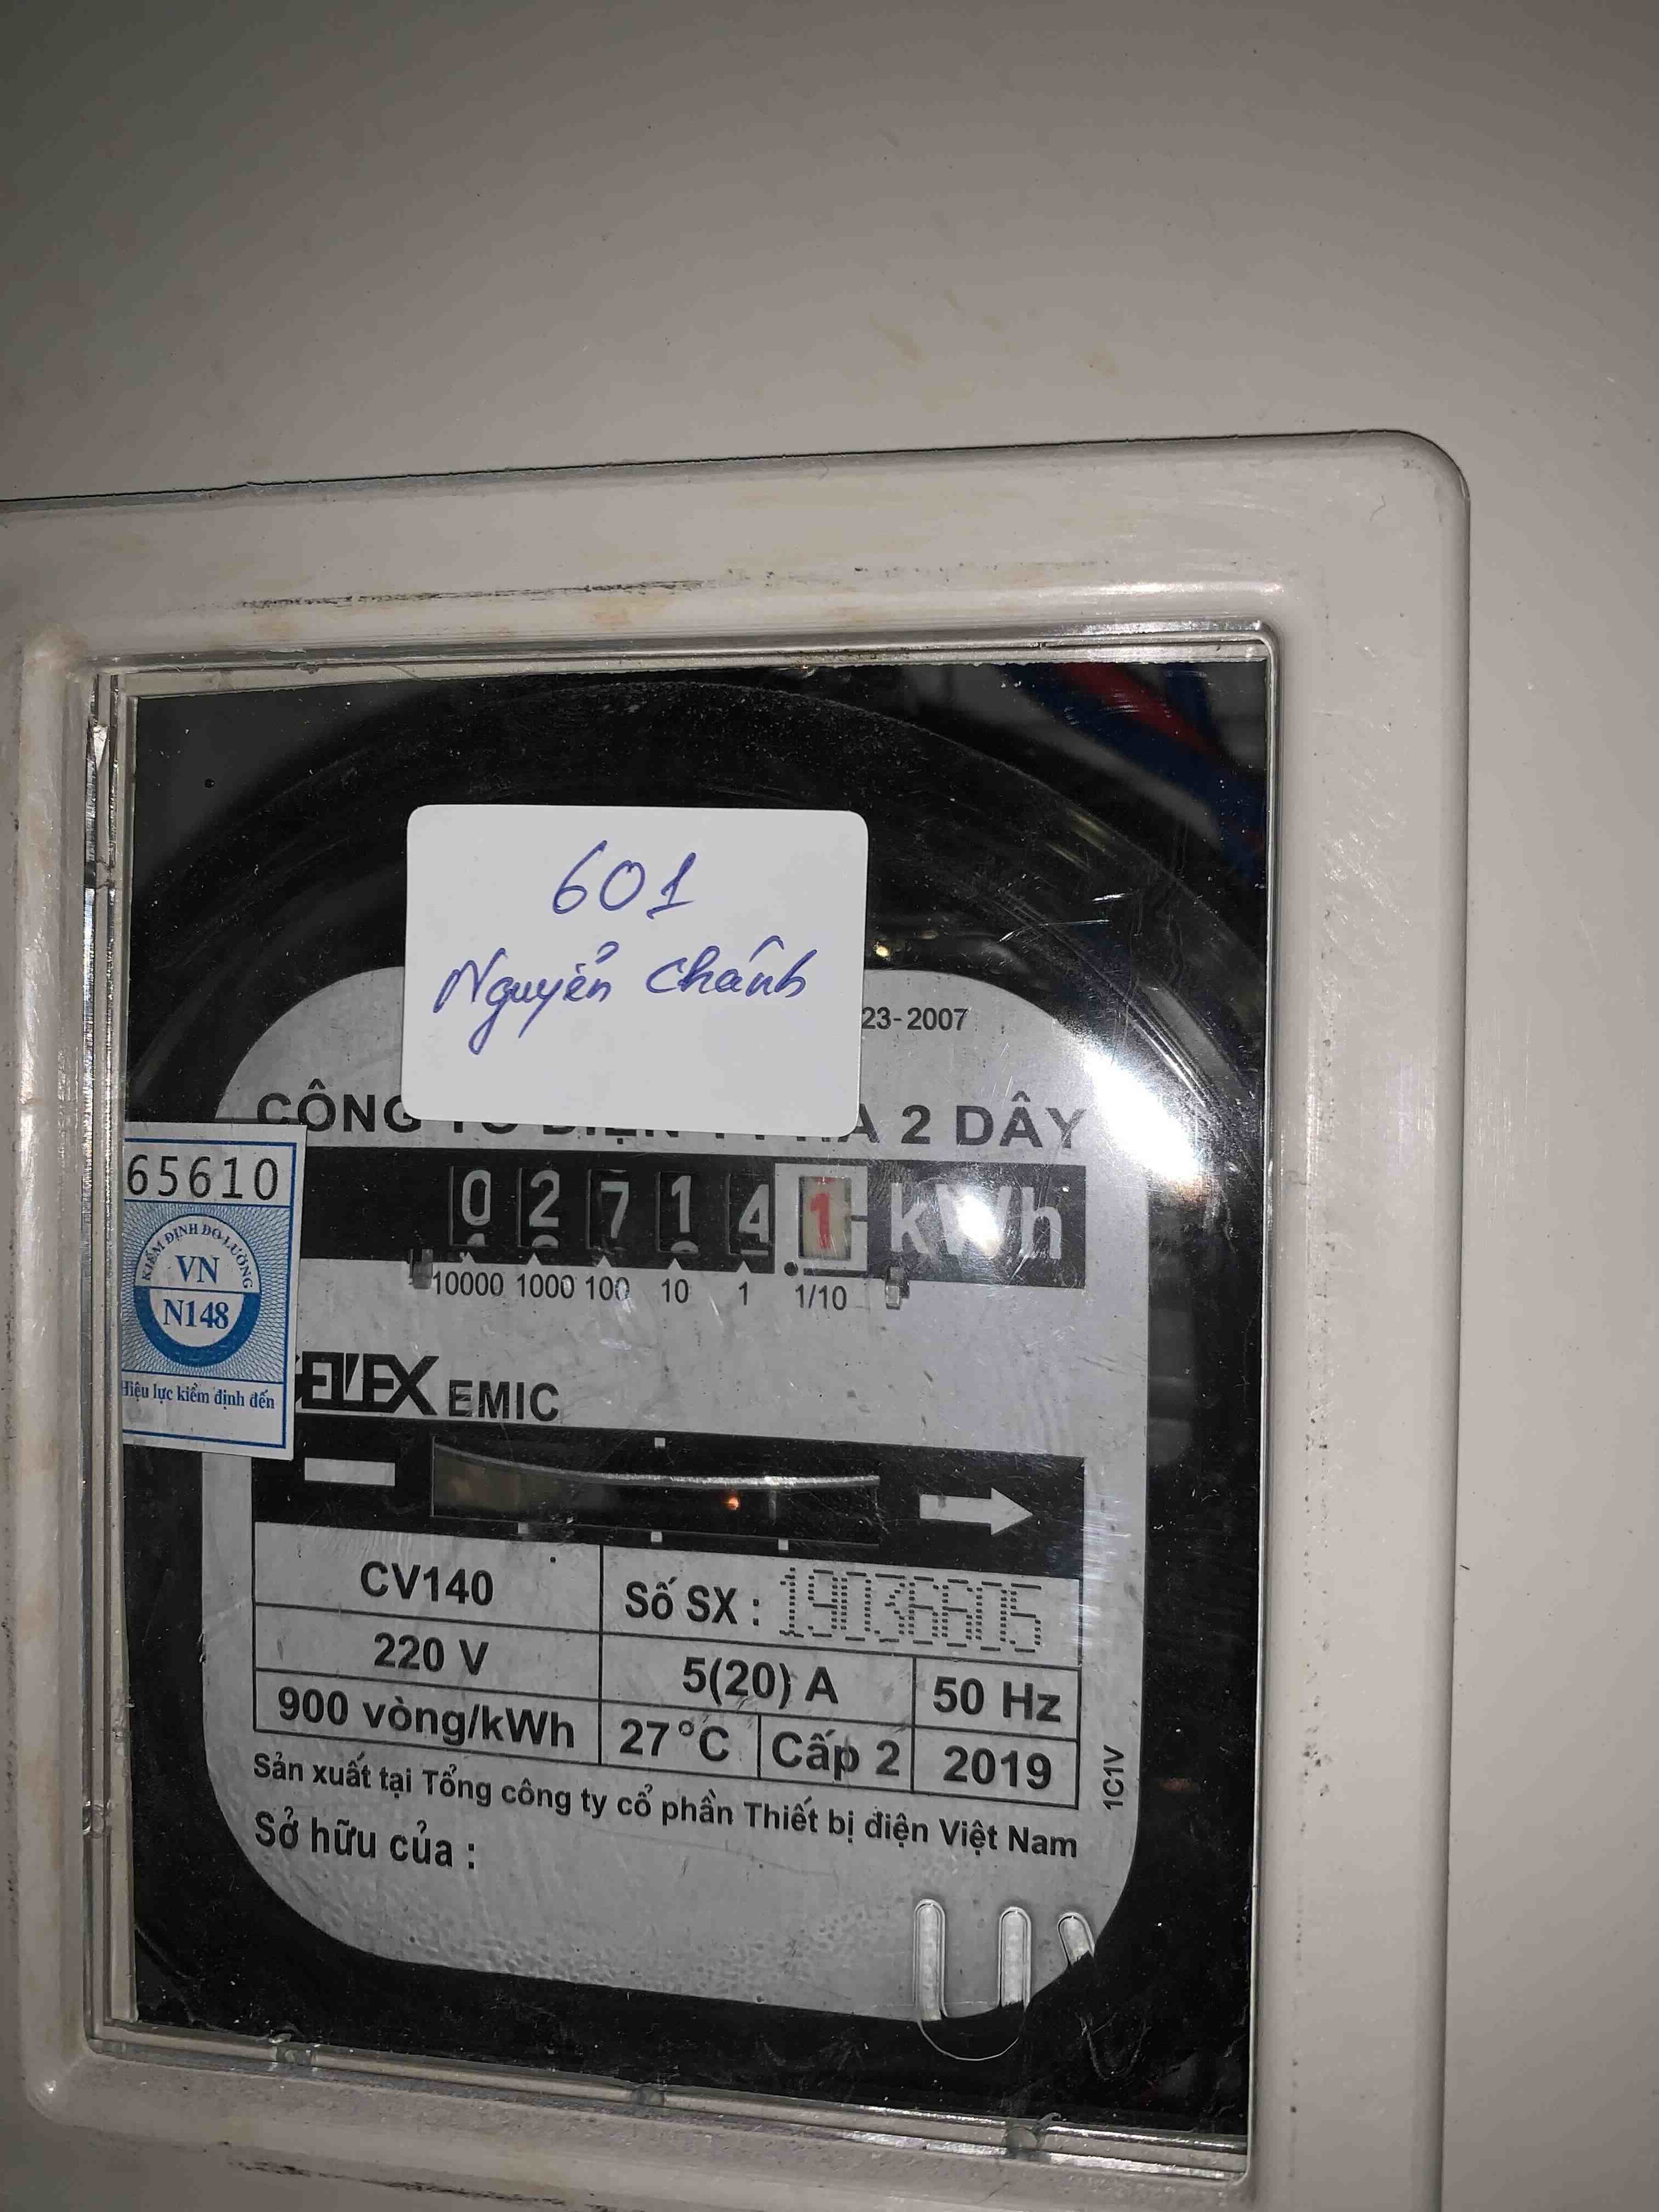 601
Nguyễn Chánh
23-2007
CÔNG TƠ ĐIỆN 1 PHA 2 DÂY
65610
KIỂM ĐỊNH ĐO LƯỜNG
VN
N148
Hiệu lực kiểm định đến
0 2 7 1 4 . 1 kWh
10000 1000 100 10 1 1/10
GELEX EMIC
CV140
Số SX : 19036605
220 V
5(20) A
50 Hz
900 vòng/kWh
27°C
Cấp 2
2019
1C1V
Sản xuất tại Tổng công ty cổ phần Thiết bị điện Việt Nam
Sở hữu của :